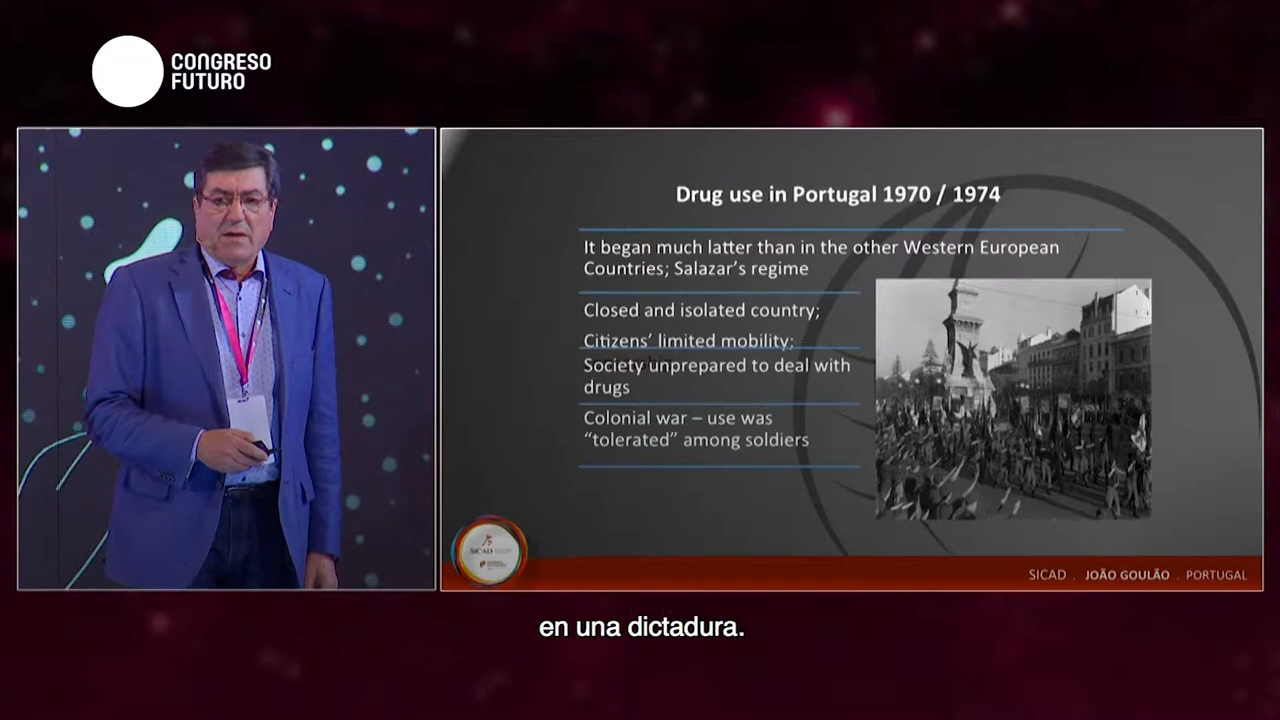 CONGRESO
FUTURO
Drug use in Portugal 1970 / 1974
It began much latter than in the other Western European
Countries; Salazar's regime
Closed and isolated country;
Citizens' limited mobility;
Society unprepared to deal with
drugs
Colonial war – use was
“tolerated” among soldiers
SICAD
SICAD . JOÃO GOULÃO . PORTUGAL
en una dictadura.